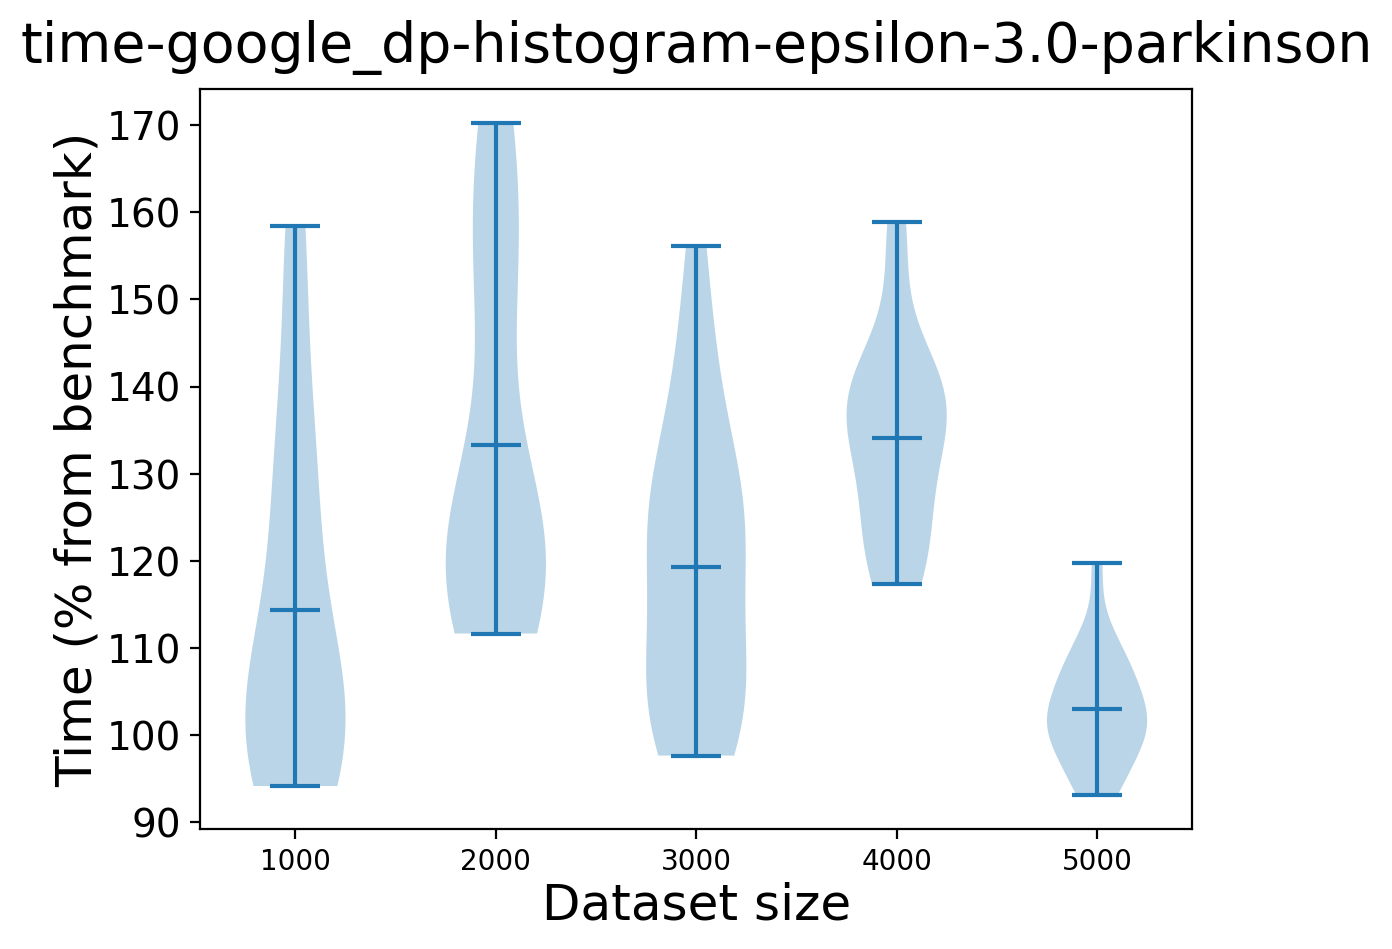 time-google_dp-histogram-epsilon-3.0-parkinson
Time (% from benchmark)
170
160
150
140
130
120
110
100
90
1000 2000 3000 4000 5000
Dataset size